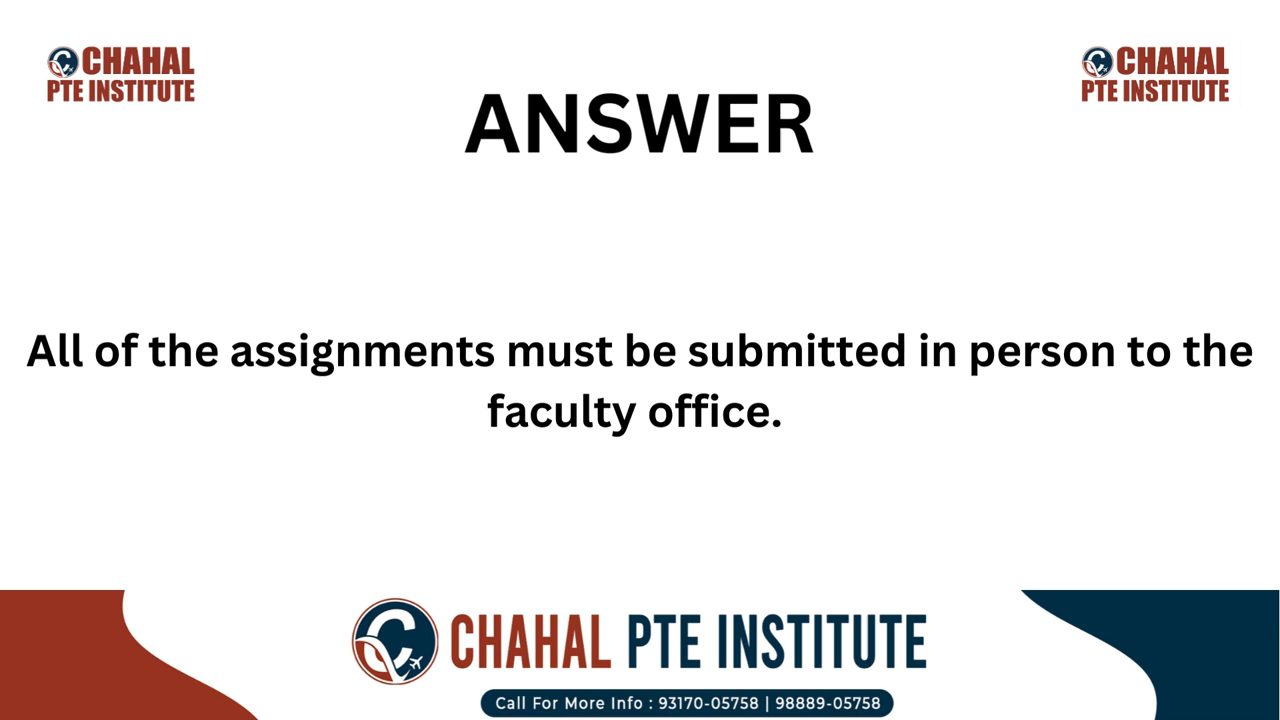 CHAHAL
PTE INSTITUTE
CHAHAL
PTE INSTITUTE
ANSWER
All of the assignments must be submitted in person to the
faculty office.
CHAHAL PTE INSTITUTE
Call For More Info : 93170-05758 | 98889-05758